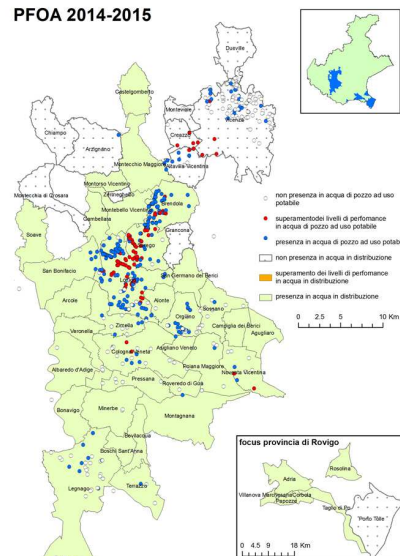 PFOA 2014-2015
Dueville
Castelgomberto
Monteviale
Vicenza
Creazzo
Chiampo
Arzignano
Altavilla Vicentina
Montecchio Maggiore
Montecchia di Crosara
Montorso Vicentino
Zermeghedo
Montebello Vicentino
Brendola
Gambellara
Grancona
Soave
San Bonifacio
Lonigo
San Germano dei Berici
Arcole
Alonte
Sossano
Orgiano
Campiglia dei Berici
Zimella
Veronella
Agugliaro
Asigliano Veneto
Cologna Veneta
Albaredo d'Adige
Poiana Maggiore
Noventa Vicentina
Pressana
Roveredo di Guà
Bonavigo
Minerbe
Montagnana
Bevilacqua
Boschi Sant'Anna
Legnago
Terrazzo
non presenza in acqua di pozzo ad uso
potabile
superamentodei livelli di perfomance
in acqua di pozzo ad uso potabile
presenza in acqua di pozzo ad uso potabile
non presenza in acqua in distribuzione
superamento dei livelli di perfomance
in acqua in distribuzione
presenza in acqua in distribuzione
0 2.5 5 10 Km
focus provincia di Rovigo
Rosolina
Adria
Villanova Marchesana
Corbola
Papozze
Taglio di Po
Porto Tolle
0 4.5 9 18 Km